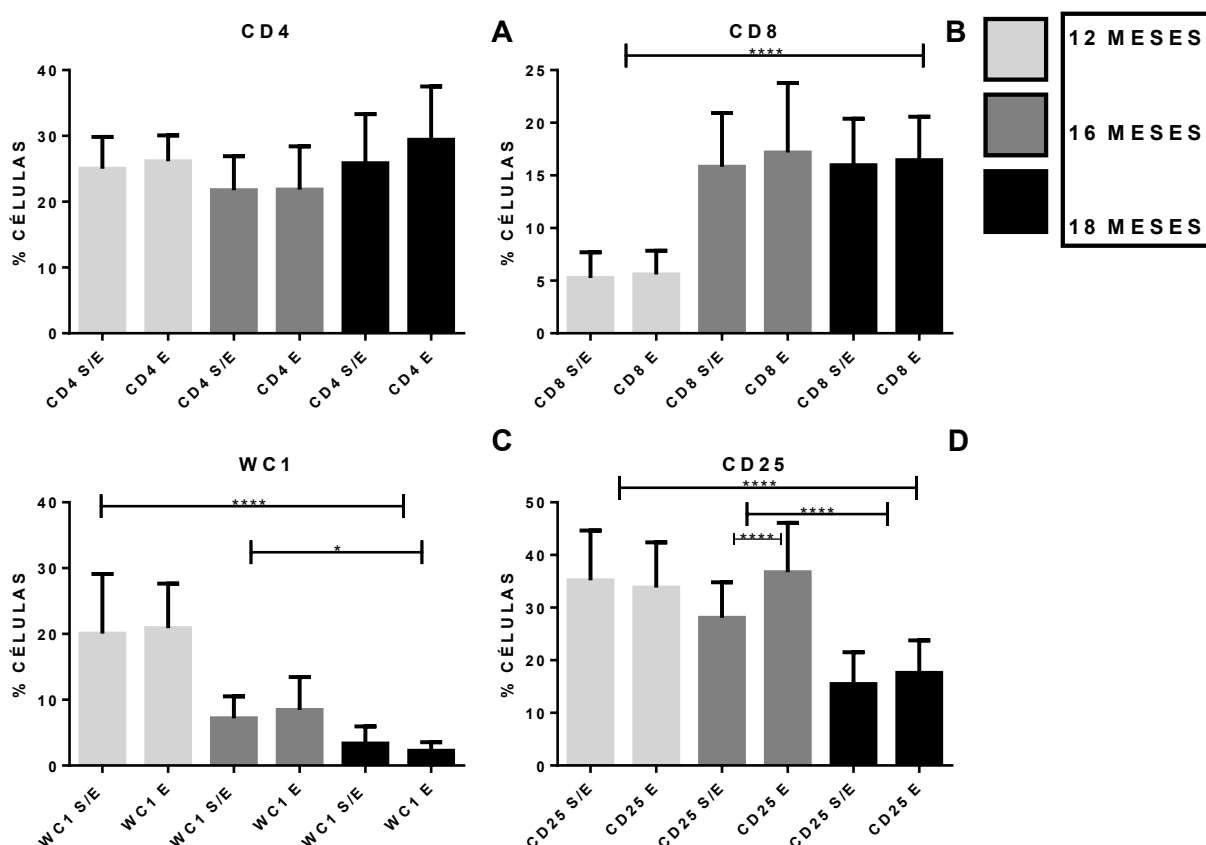 CD4
A
% CÉLULAS
40
30
20
10
0
CD4 S/E
CD4 E
CD4 S/E
CD4 E
CD4 S/E
CD4 E
CD8
B
****
% CÉLULAS
25
20
15
10
5
0
CD8 S/E
CD8 E
CD8 S/E
CD8 E
CD8 S/E
CD8 E
12 MESES
16 MESES
18 MESES
WC1
C
****
*
% CÉLULAS
40
30
20
10
0
WC1 S/E
WC1 E
WC1 S/E
WC1 E
WC1 S/E
WC1 E
CD25
D
****
****
****
% CÉLULAS
50
40
30
20
10
0
CD25 S/E
CD25 E
CD25 S/E
CD25 E
CD25 S/E
CD25 E